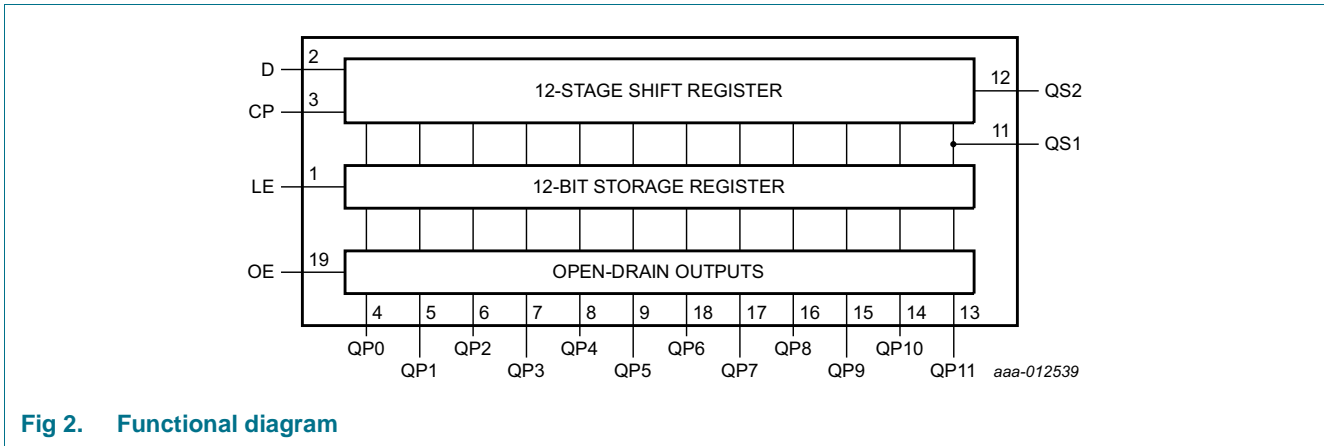 D 2 12-STAGE SHIFT REGISTER 12 QS2
CP 3
11 QS1
LE 1 12-BIT STORAGE REGISTER
OE 19 OPEN-DRAIN OUTPUTS
4 5 6 7 8 9 18 17 16 15 14 13
QP0 QP2 QP4 QP6 QP8 QP10
QP1 QP3 QP5 QP7 QP9 QP11 aaa-012539
Fig 2. Functional diagram